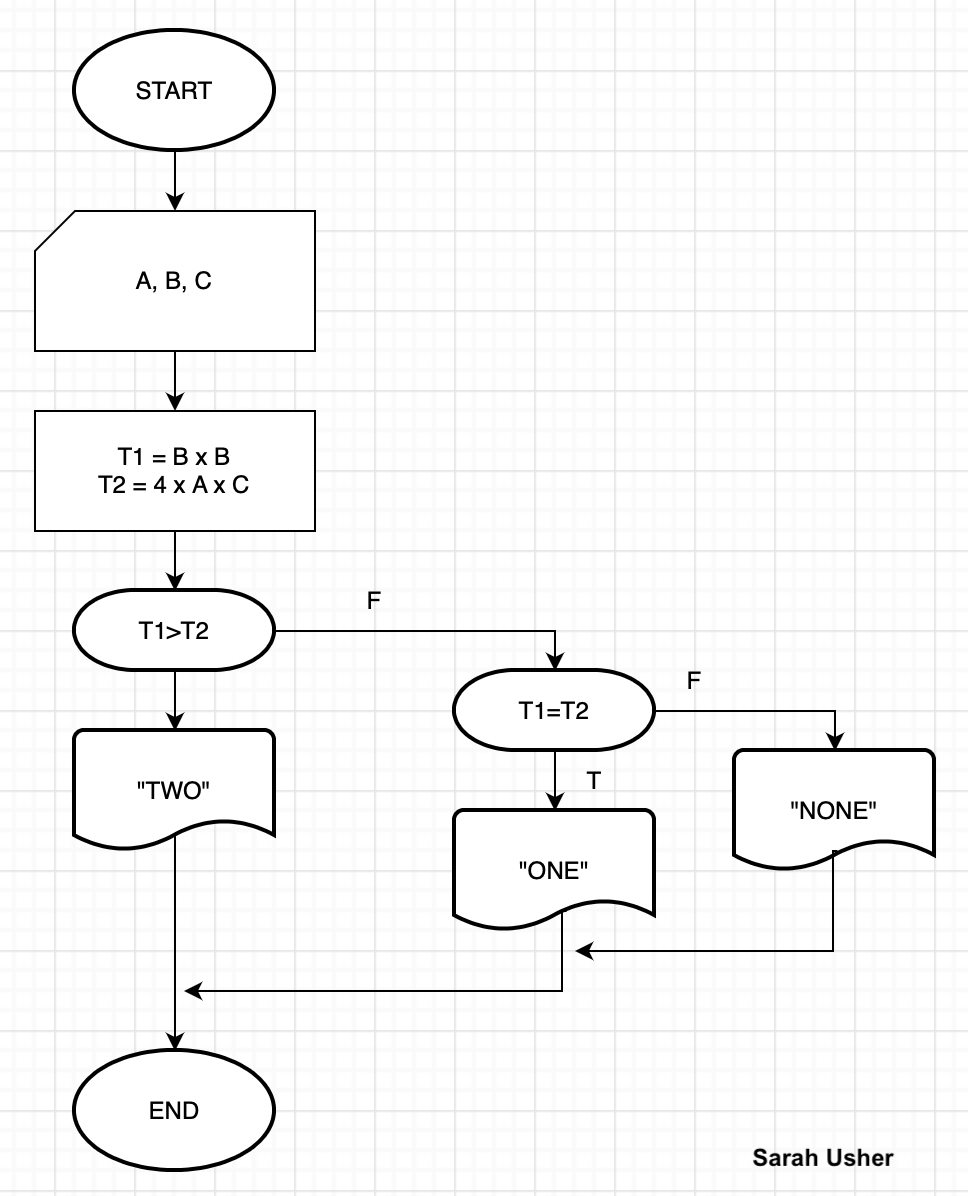 START
A, B, C
T1 = B x B
T2 = 4 x A x C
T1>T2
F
T1=T2
F
"TWO"
T
"NONE"
"ONE"
END
Sarah Usher